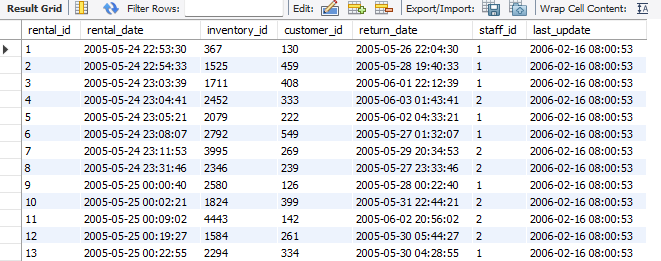 Result Grid Filter Rows: Edit: Export/Import: Wrap Cell Content:
rental_id rental_date inventory_id customer_id return_date staff_id last_update
1 2005-05-24 22:53:30 367 130 2005-05-26 22:04:30 1 2006-02-16 08:00:53
2 2005-05-24 22:54:33 1525 459 2005-05-28 19:40:33 1 2006-02-16 08:00:53
3 2005-05-24 23:03:39 1711 408 2005-06-01 22:12:39 1 2006-02-16 08:00:53
4 2005-05-24 23:04:41 2452 333 2005-06-03 01:43:41 2 2006-02-16 08:00:53
5 2005-05-24 23:05:21 2079 222 2005-06-02 04:33:21 1 2006-02-16 08:00:53
6 2005-05-24 23:08:07 2792 549 2005-05-27 01:32:07 1 2006-02-16 08:00:53
7 2005-05-24 23:11:53 3995 269 2005-05-29 20:34:53 2 2006-02-16 08:00:53
8 2005-05-24 23:31:46 2346 239 2005-05-27 23:33:46 2 2006-02-16 08:00:53
9 2005-05-25 00:00:40 2580 126 2005-05-28 00:22:40 1 2006-02-16 08:00:53
10 2005-05-25 00:02:21 1824 399 2005-05-31 22:44:21 2 2006-02-16 08:00:53
11 2005-05-25 00:09:02 4443 142 2005-06-02 20:56:02 2 2006-02-16 08:00:53
12 2005-05-25 00:19:27 1584 261 2005-05-30 05:44:27 2 2006-02-16 08:00:53
13 2005-05-25 00:22:55 2294 334 2005-05-30 04:28:55 1 2006-02-16 08:00:53